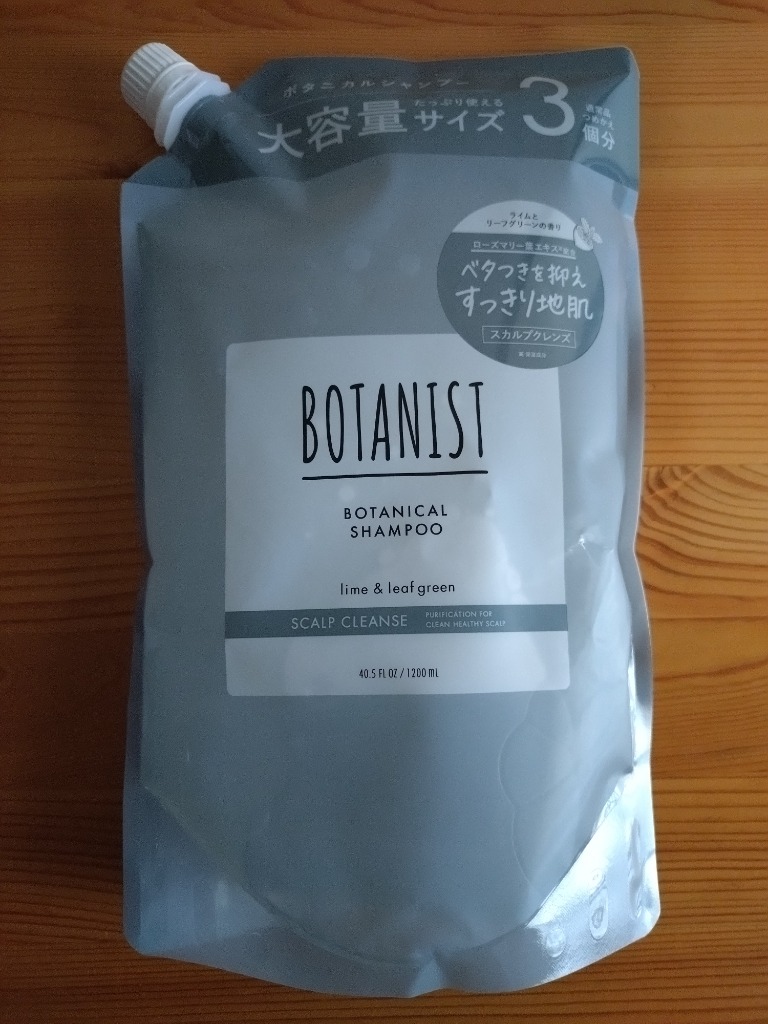 ボタニカルシャンプー
たっぷり使える
大容量サイズ
3
通常品
つめかえ
個分
ライムと
リーフグリーンの香り
ローズマリー葉エキス※配合
ベタつきを抑え
すっきり地肌
スカルプクレンズ
BOTANIST
BOTANICAL
SHAMPOO
lime & leaf green
SCALP CLEANSE
PURIFICATION FOR
CLEAN HEALTHY SCALP
40.5 FL OZ / 1200 mL